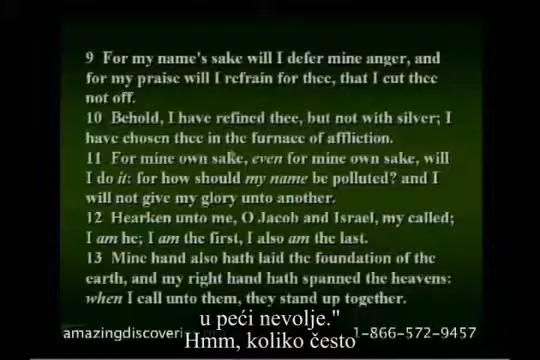 9 For my name's sake will I defer mine anger, and
for my praise will I refrain for thee, that I cut thee
not off.
10 Behold, I have refined thee, but not with silver; I
have chosen thee in the furnace of affliction.
11 For mine own sake, even for mine own sake, will
I do it: for how should my name be polluted? and I
will not give my glory unto another.
12 Hearken unto me, O Jacob and Israel, my called;
I am he; I am the first, I also am the last.
13 Mine hand also hath laid the foundation of the
earth, and my right hand hath spanned the heavens:
when I call unto them, they stand up together.
u peći nevolje."
amazingdiscoveri 1-866-572-9457
Hmm, koliko često